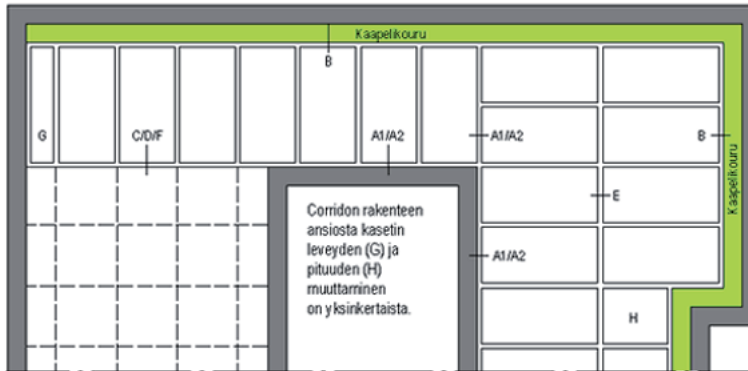 Kaapelikouru
B
G
C/D/F
A1/A2
A1/A2
B
Kaapelikouru
E
Corridon rakenteen
ansiosta kasetin
leveyden (G) ja
pituuden (H)
muuttaminen
on yksinkertaista.
A1/A2
H